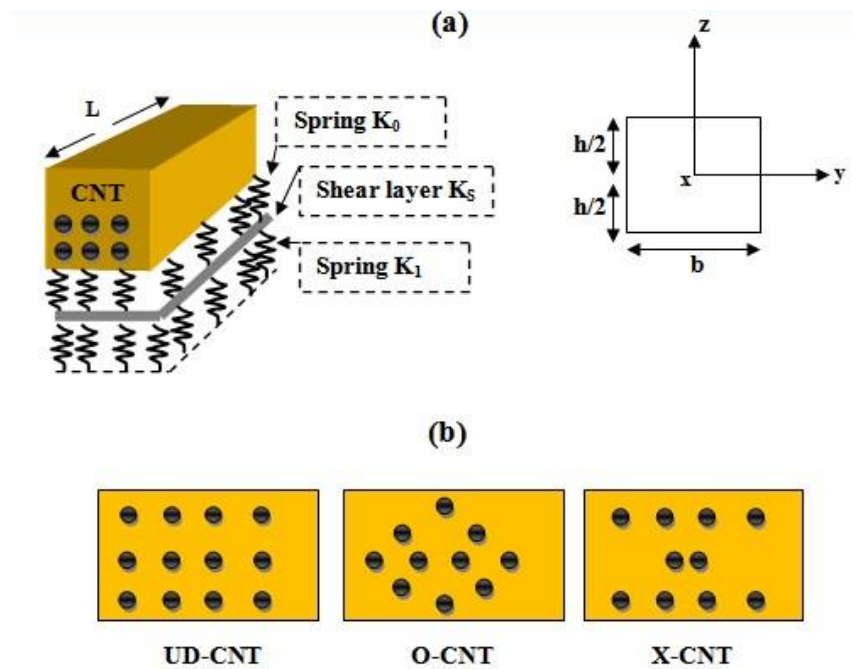 (a)
L
CNT
Spring K₀
Shear layer Kₛ
Spring K₁
z
h/2
x
y
h/2
b
(b)
UD-CNT O-CNT X-CNT